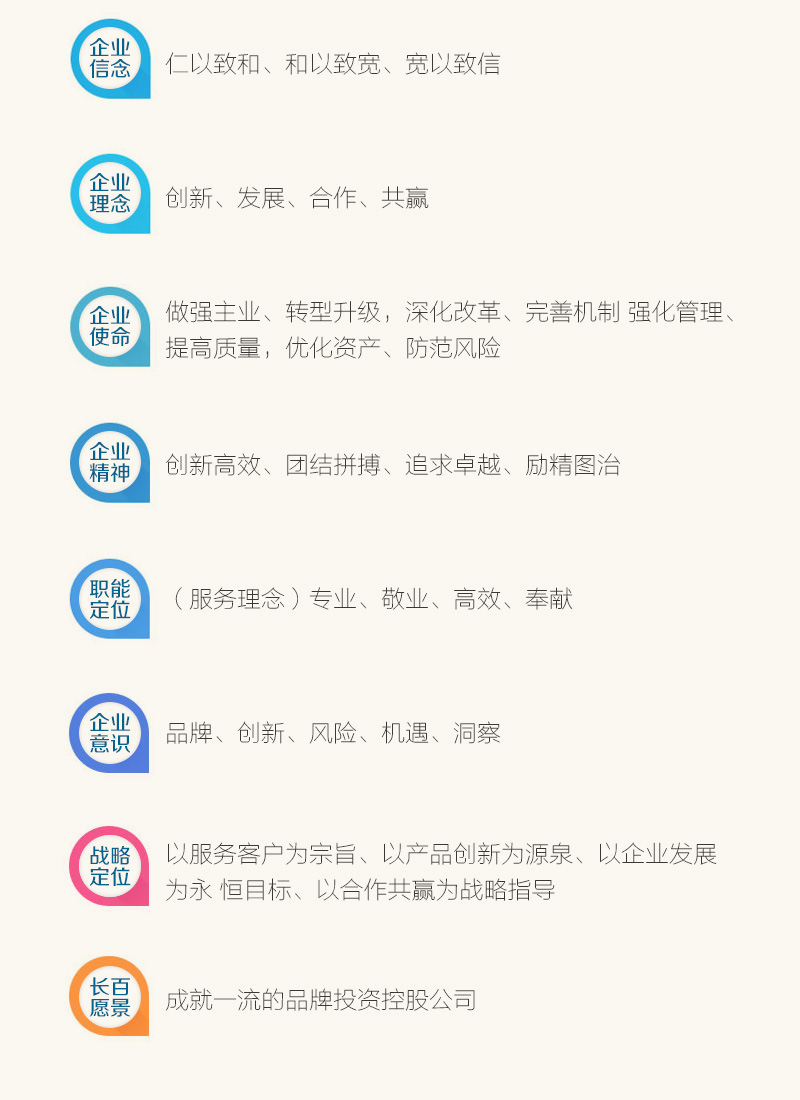 企业
信念
仁以致和、和以致宽、宽以致信
企业
理念
创新、发展、合作、共赢
企业
使命
做强主业、转型升级，深化改革、完善机制 强化管理、
提高质量，优化资产、防范风险
企业
精神
创新高效、团结拼搏、追求卓越、励精图治
职能
定位
（服务理念）专业、敬业、高效、奉献
企业
意识
品牌、创新、风险、机遇、洞察
战略
定位
以服务客户为宗旨、以产品创新为源泉、以企业发展
为永 恒目标、以合作共赢为战略指导
长百
愿景
成就一流的品牌投资控股公司